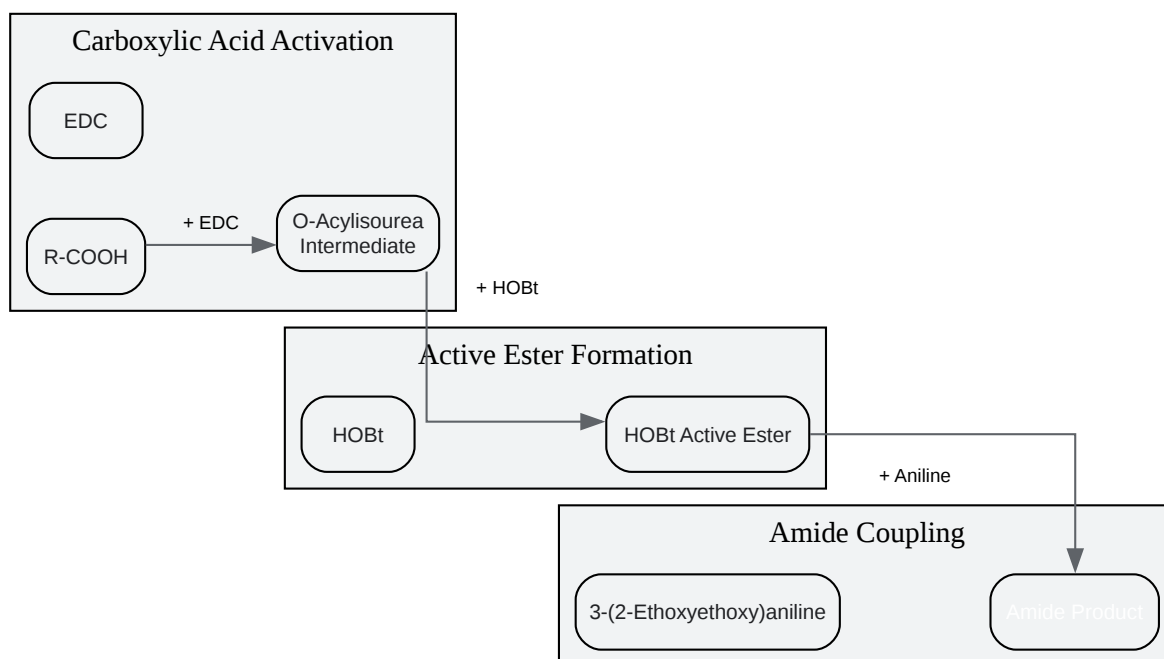 Carboxylic Acid Activation
EDC
+ EDC
R-COOH
O-Acylisourea
Intermediate
+ HOBt
Active Ester Formation
HOBt
HOBt Active Ester
+ Aniline
Amide Coupling
3-(2-Ethoxyethoxy)aniline
Amide Product